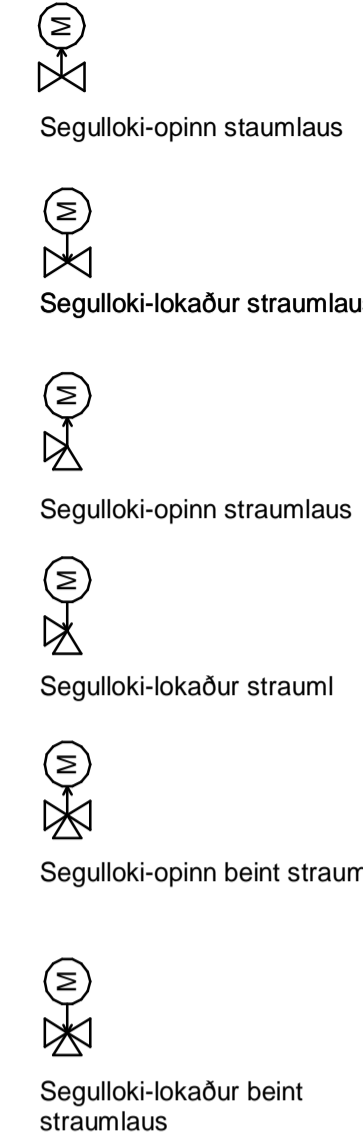 M
Segulloki-opinn staumlaus
M
Segulloki-lokaður straumlau
M
Segulloki-opinn straumlaus
M
Segulloki-lokaður strauml
M
Segulloki-opinn beint straum
M
Segulloki-lokaður beint
straumlaus